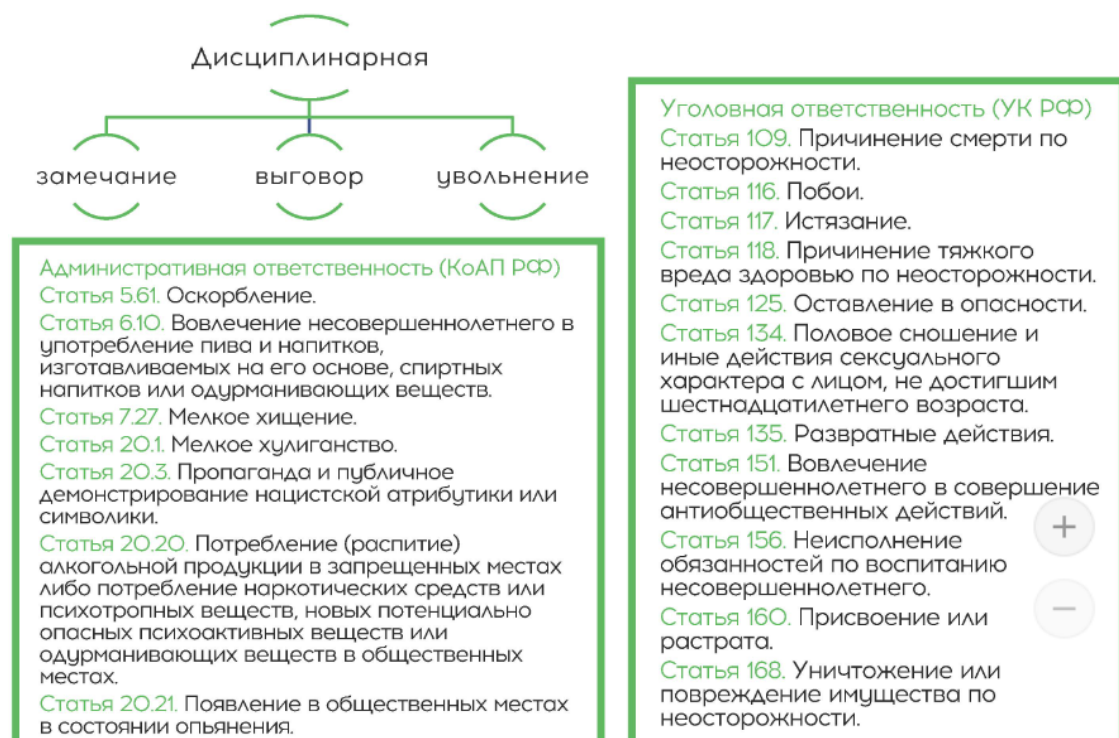 Дисциплинарная
замечание
выговор
увольнение
Административная ответственность (КоАП РФ)
Статья 5.61. Оскорбление.
Статья 6.10. Вовлечение несовершеннолетнего в
употребление пива и напитков,
изготавливаемых на его основе, спиртных
напитков или одурманивающих веществ.
Статья 7.27. Мелкое хищение.
Статья 20.1. Мелкое хулиганство.
Статья 20.3. Пропаганда и публичное
демонстрирование нацистской атрибутики или
символики.
Статья 20.20. Потребление (распитие)
алкогольной продукции в запрещенных местах
либо потребление наркотических средств или
психотропных веществ, новых потенциально
опасных психоактивных веществ или
одурманивающих веществ в общественных
местах.
Статья 20.21. Появление в общественных местах
в состоянии опьянения.
Уголовная ответственность (УК РФ)
Статья 109. Причинение смерти по
неосторожности.
Статья 116. Побои.
Статья 117. Истязание.
Статья 118. Причинение тяжкого
вреда здоровью по неосторожности.
Статья 125. Оставление в опасности.
Статья 134. Половое сношение и
иные действия сексуального
характера с лицом, не достигшим
шестнадцатилетнего возраста.
Статья 135. Развратные действия.
Статья 151. Вовлечение
несовершеннолетнего в совершение
антиобщественных действий.
Статья 156. Неисполнение
обязанностей по воспитанию
несовершеннолетнего.
Статья 160. Присвоение или
растрата.
Статья 168. Уничтожение или
повреждение имущества по
неосторожности.